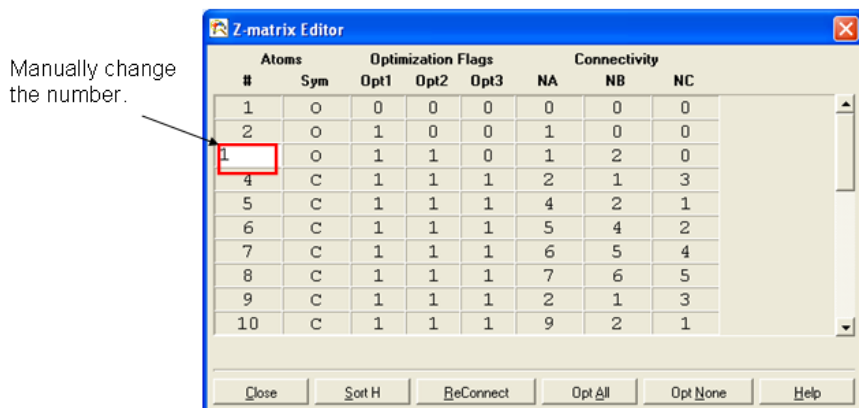 Z-matrix Editor
Manually change
the number.
Atoms Optimization Flags Connectivity
# Sym Opt1 Opt2 Opt3 NA NB NC
1 O 0 0 0 0 0 0
2 O 1 0 0 1 0 0
1 O 1 1 0 1 2 0
4 C 1 1 1 2 1 3
5 C 1 1 1 4 2 1
6 C 1 1 1 5 4 2
7 C 1 1 1 6 5 4
8 C 1 1 1 7 6 5
9 C 1 1 1 2 1 3
10 C 1 1 1 9 2 1
Close Sort H ReConnect Opt All Opt None Help